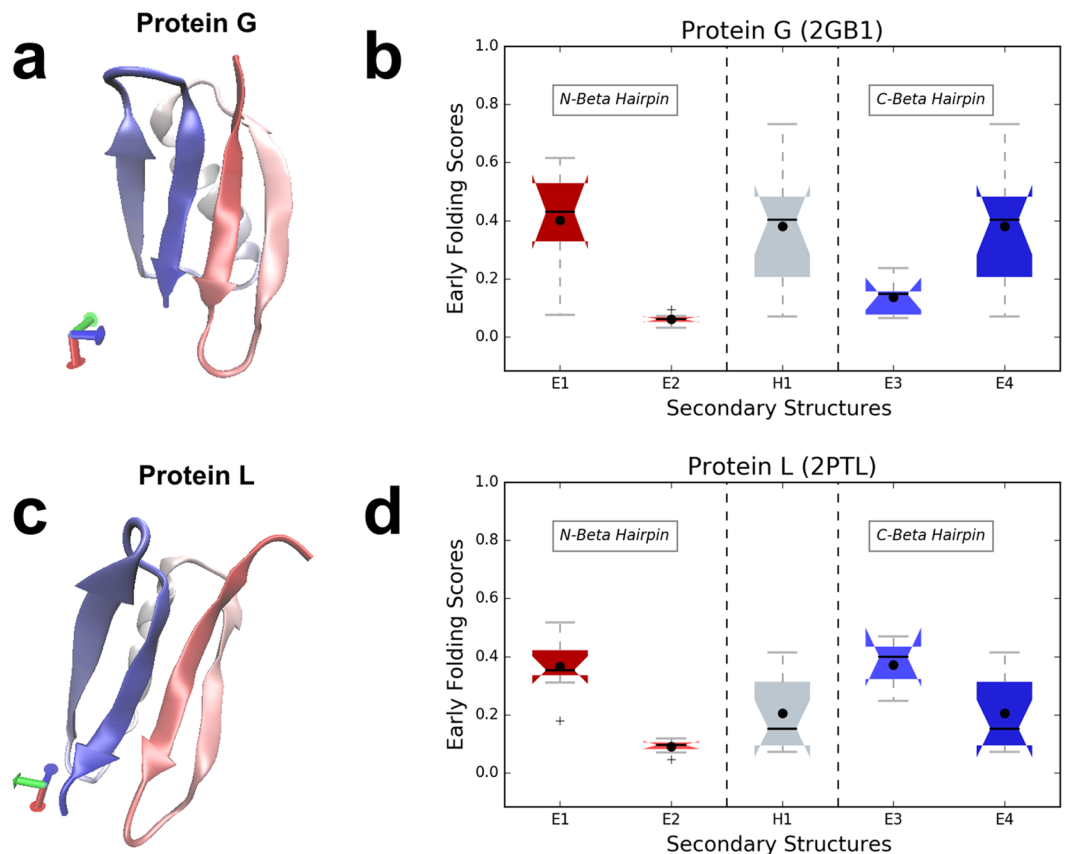 Protein G
a
b
Protein G (2GB1)
Early Folding Scores
1.0
0.8
0.6
0.4
0.2
0.0
N-Beta Hairpin
C-Beta Hairpin
E1 E2 H1 E3 E4
Secondary Structures
Protein L
c
d
Protein L (2PTL)
Early Folding Scores
1.0
0.8
0.6
0.4
0.2
0.0
N-Beta Hairpin
C-Beta Hairpin
E1 E2 H1 E3 E4
Secondary Structures